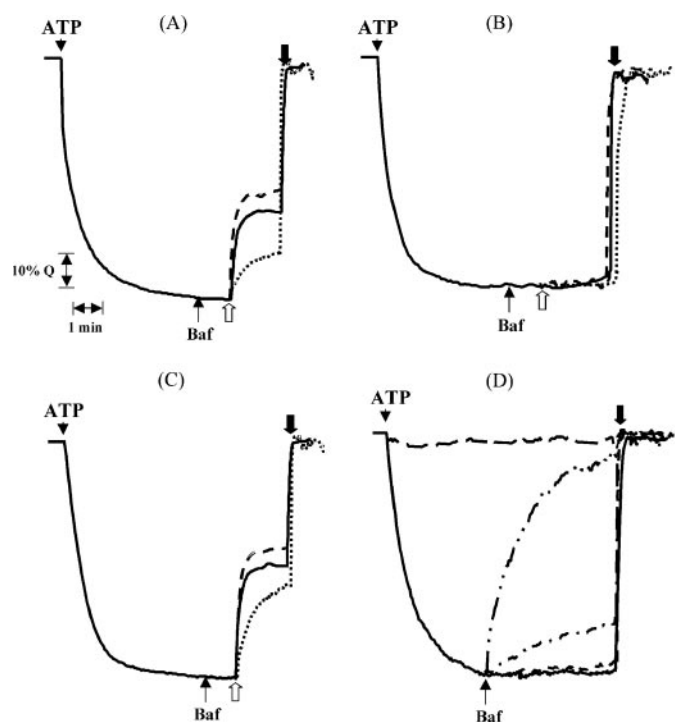 (A)
ATP
10% Q
1 min
Baf
(B)
ATP
Baf
(C)
ATP
Baf
(D)
ATP
Baf